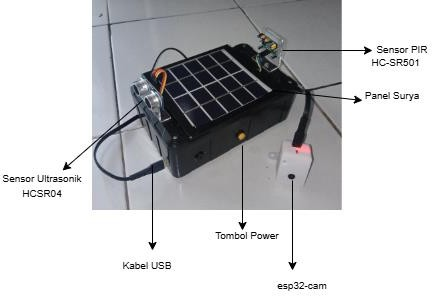 Sensor PIR
HC-SR501
Panel Surya
Sensor Ultrasonik
HCSR04
Tombol Power
Kabel USB
esp32-cam